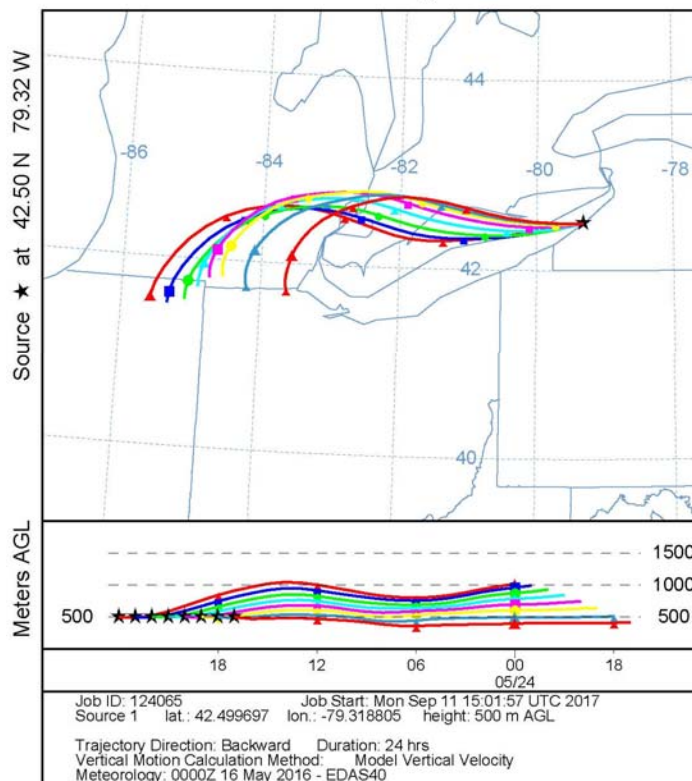 Source ★ at 42.50 N 79.32 W
44
-86
-84
-82
-80
-78
42
40
Meters AGL
1500
1000
500
500
18
12
06
00
18
05/24
Job ID: 124065 Job Start: Mon Sep 11 15:01:57 UTC 2017
Source 1 lat.: 42.499697 lon.: -79.318805 height: 500 m AGL
Trajectory Direction: Backward Duration: 24 hrs
Vertical Motion Calculation Method: Model Vertical Velocity
Meteorology: 0000Z 16 May 2016 - EDAS40